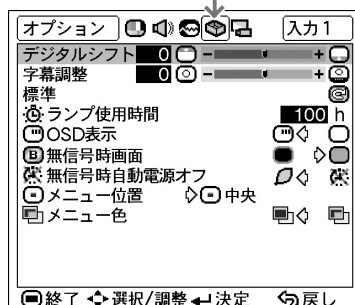 オプション 入力1
デジタルシフト 0 - +
字幕調整 0 - +
標準
ランプ使用時間 100 h
OSD表示
B 無信号時画面
無信号時自動電源オフ
メニュー位置 中央
メニュー色
終了 選択/調整 決定 戻し